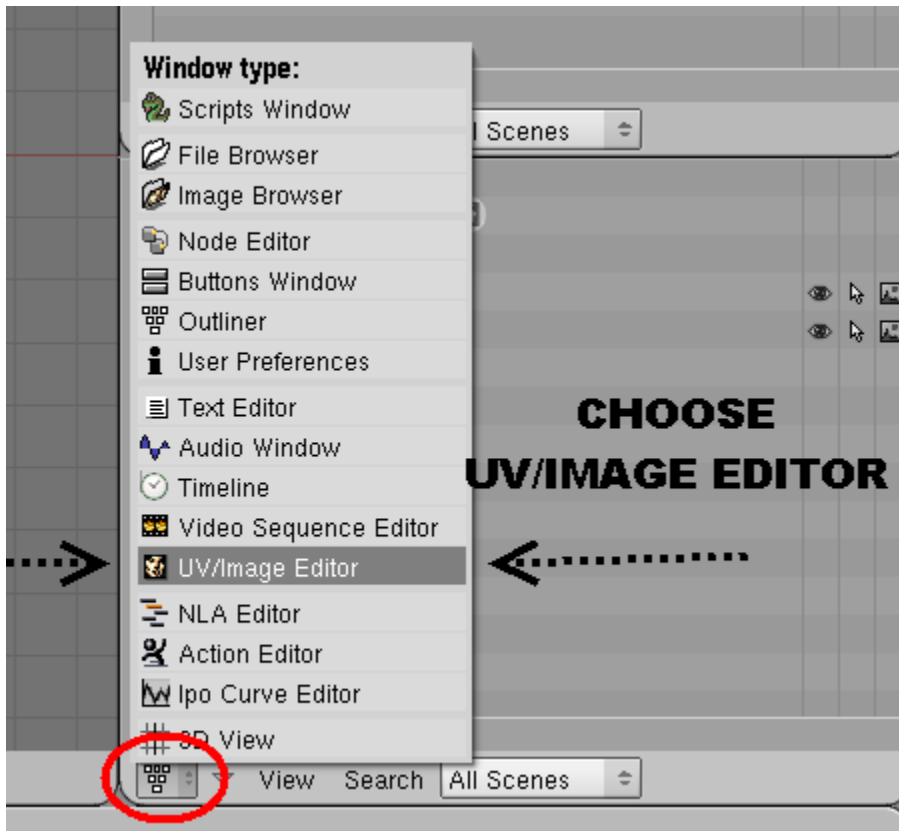 Window type:
Scripts Window
l Scenes
File Browser
Image Browser
Node Editor
Buttons Window
Outliner
User Preferences
Text Editor
CHOOSE
Audio Window
UV/IMAGE EDITOR
Timeline
Video Sequence Editor
UV/Image Editor
NLA Editor
Action Editor
Ipo Curve Editor
3D View
View Search All Scenes